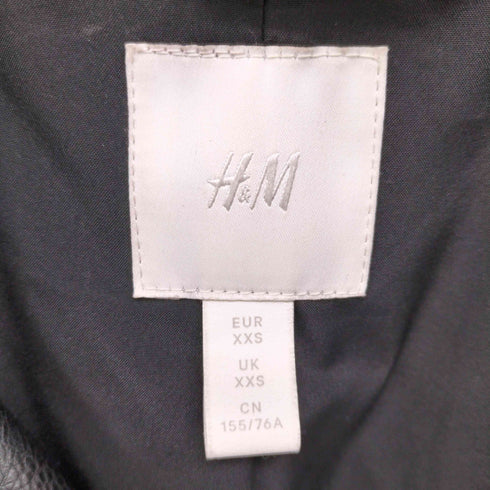 H&M
EUR
XXS
UK
XXS
CN
155/76A